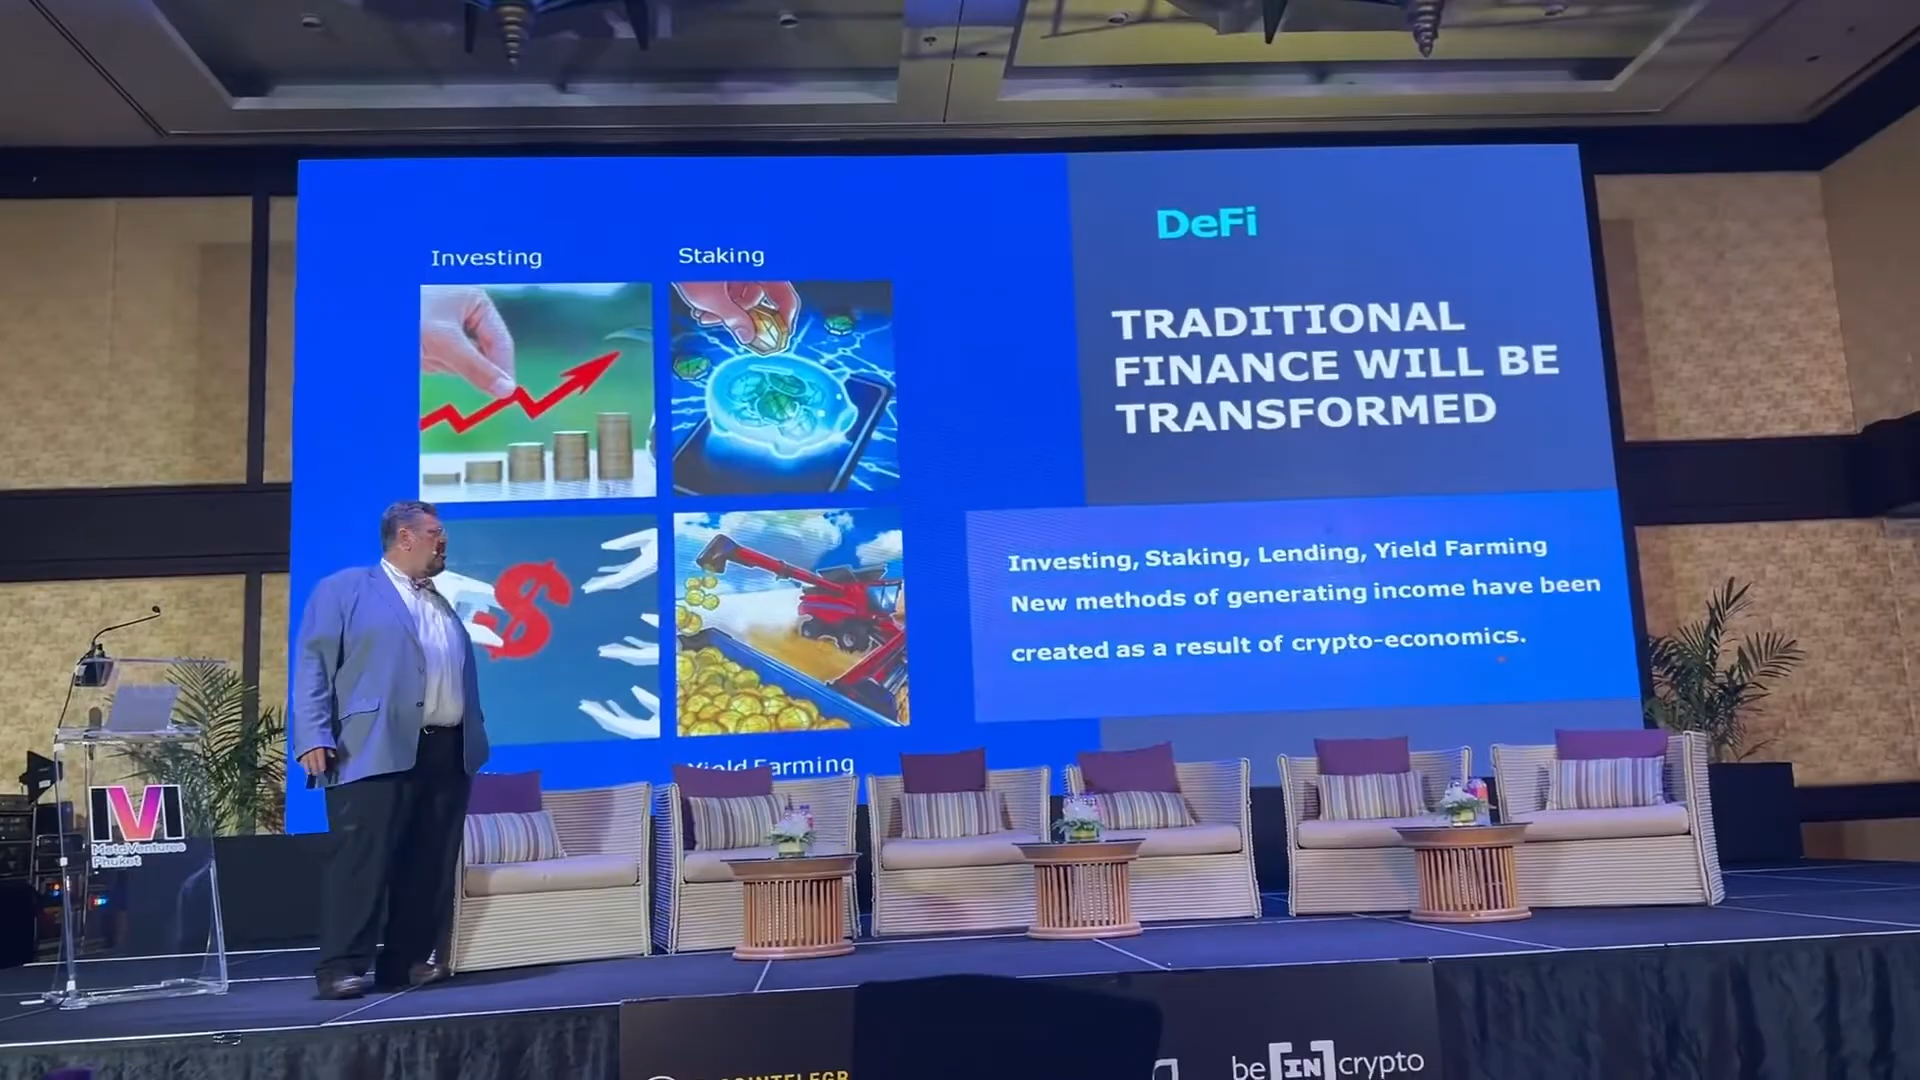 Investing
Staking
DeFi
TRADITIONAL
FINANCE WILL BE
TRANSFORMED
Investing, Staking, Lending, Yield Farming
New methods of generating income have been
created as a result of crypto-economics.
Yield Farming
MetaVentures
Phuket
be[IN]crypto